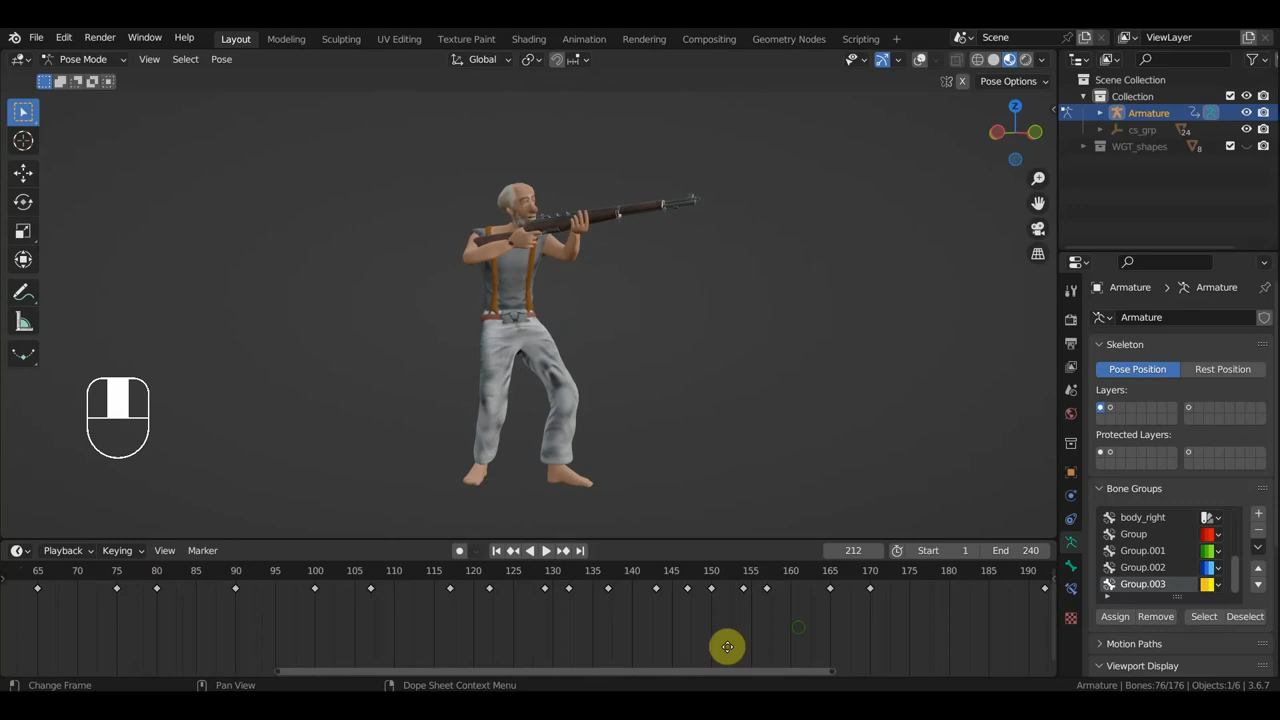 File Edit Render Window Help Layout Modeling Sculpting UV Editing Texture Paint Shading Animation Rendering Compositing Geometry Nodes Scripting + Scene ViewLayer
Pose Mode View Select Pose Global
X Pose Options
Z
Scene Collection
Collection
Armature
cs_grp 24
WGT_shapes 8
Armature Armature
Armature
Skeleton
Pose Position Rest Position
Layers:
Protected Layers:
Bone Groups
body_right
Group
Group.001
Group.002
Group.003
Assign Remove Select Deselect
Motion Paths
Viewport Display
Playback Keying View Marker 212 Start 1 End 240
65 70 75 80 85 90 95 100 105 110 115 120 125 130 135 140 145 150 155 160 165 170 175 180 185 190
Change Frame Pan View Dope Sheet Context Menu Armature | Bones:76/176 | Objects:1/6 | 3.6.7